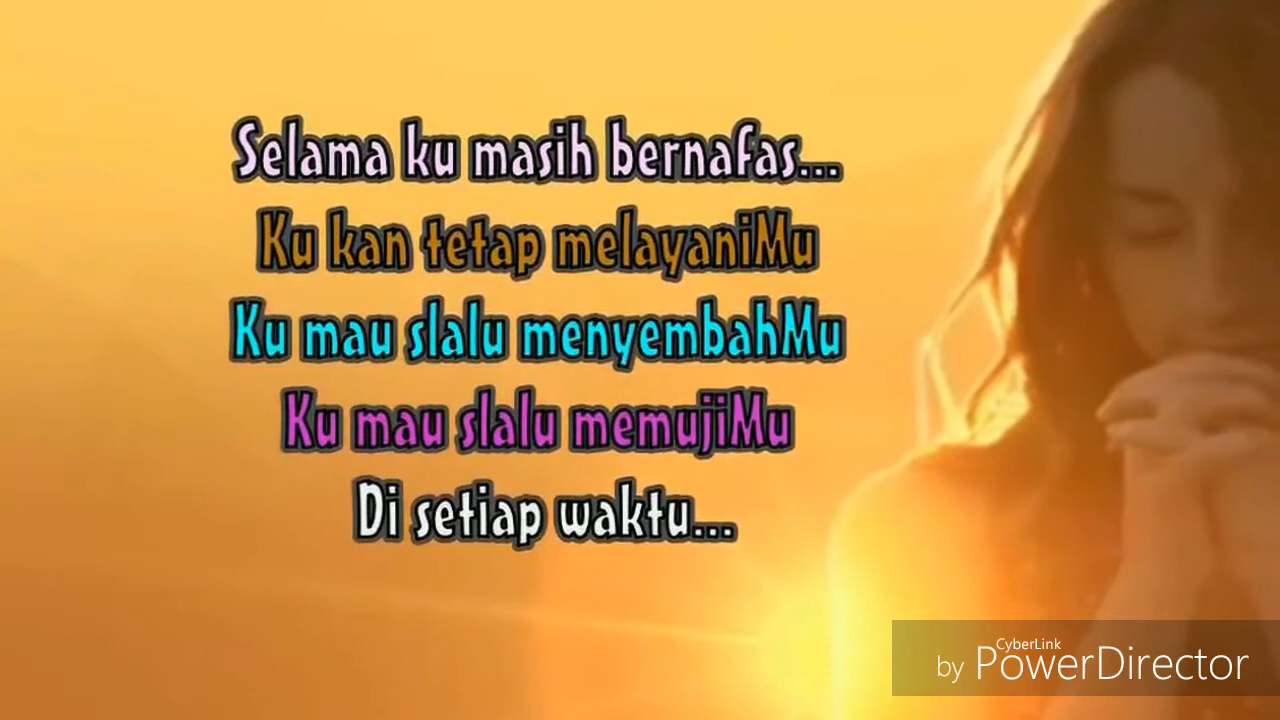 Selama ku masih bernafas...
Ku kan tetap melayaniMu
Ku mau slalu menyembahMu
Ku mau slalu memujiMu
Di setiap waktu...
CyberLink
by PowerDirector